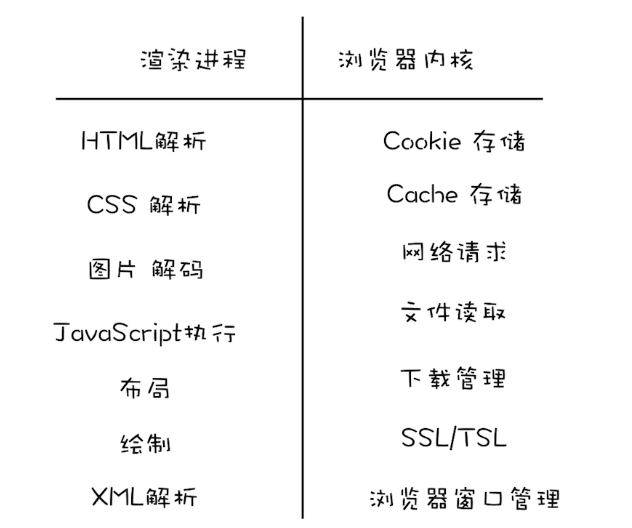 渲染进程 浏览器内核
HTML解析 Cookie 存储
CSS 解析 Cache 存储
图片 解码 网络请求
JavaScript执行 文件读取
布局 下载管理
绘制 SSL/TSL
XML解析 浏览器窗口管理